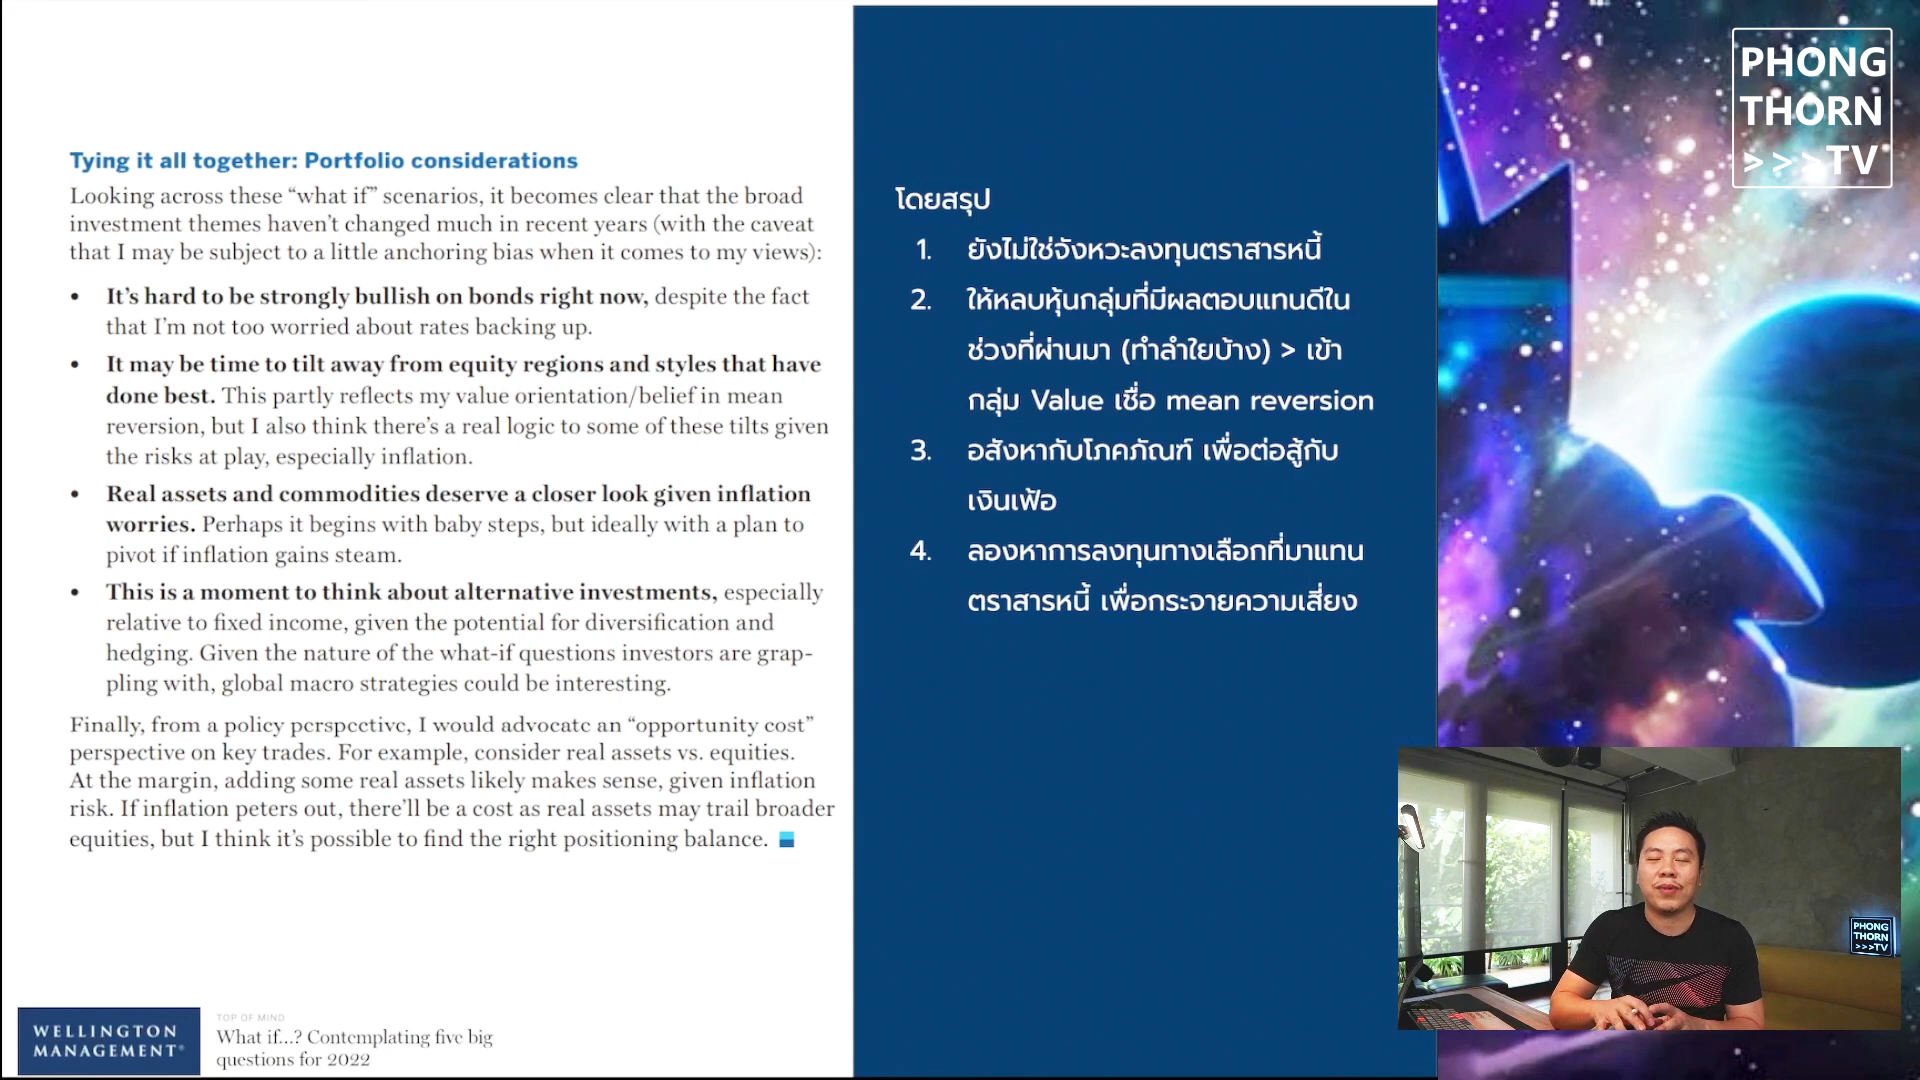 Tying it all together: Portfolio considerations
Looking across these “what if” scenarios, it becomes clear that the broad
investment themes haven’t changed much in recent years (with the caveat
that I may be subject to a little anchoring bias when it comes to my views):
• It’s hard to be strongly bullish on bonds right now, despite the fact
that I’m not too worried about rates backing up.
• It may be time to tilt away from equity regions and styles that have
done best. This partly reflects my value orientation/belief in mean
reversion, but I also think there’s a real logic to some of these tilts given
the risks at play, especially inflation.
• Real assets and commodities deserve a closer look given inflation
worries. Perhaps it begins with baby steps, but ideally with a plan to
pivot if inflation gains steam.
• This is a moment to think about alternative investments, especially
relative to fixed income, given the potential for diversification and
hedging. Given the nature of the what-if questions investors are grap-
pling with, global macro strategies could be interesting.
Finally, from a policy perspective, I would advocate an “opportunity cost”
perspective on key trades. For example, consider real assets vs. equities.
At the margin, adding some real assets likely makes sense, given inflation
risk. If inflation peters out, there’ll be a cost as real assets may trail broader
equities, but I think it’s possible to find the right positioning balance.
WELLINGTON
MANAGEMENT®
TOP OF MIND
What if...? Contemplating five big
questions for 2022
โดยสรุป
1. ยังไม่ใช่จังหวะลงทุนตราสารหนี้
2. ให้หลบหุ้นกลุ่มที่มีผลตอบแทนดีใน
ช่วงที่ผ่านมา (ทำลำใยบ้าง) > เข้า
กลุ่ม Value เชื่อ mean reversion
3. อสังหากับโภคภัณฑ์ เพื่อต่อสู้กับ
เงินเฟ้อ
4. ลองหาการลงทุนทางเลือกที่มาแทน
ตราสารหนี้ เพื่อกระจายความเสี่ยง
PHONG
THORN
>>>TV
PHONG
THORN
>>>TV